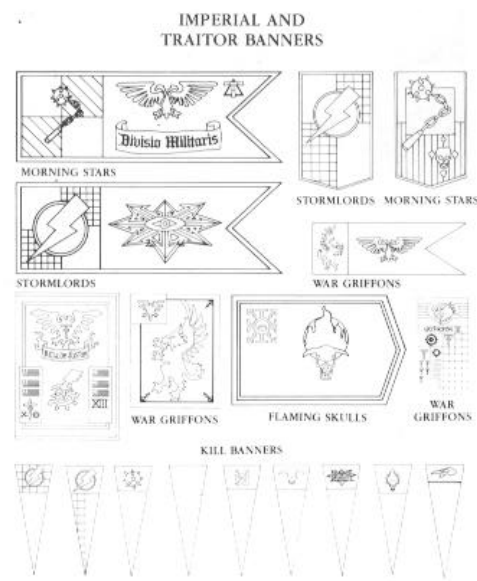 IMPERIAL AND
TRAITOR BANNERS
Divisio Militaris
MORNING STARS
STORMLORDS
MORNING STARS
STORMLORDS
WAR GRIFFONS
XIII
WAR GRIFFONS
FLAMING SKULLS
WAR
GRIFFONS
KILL BANNERS